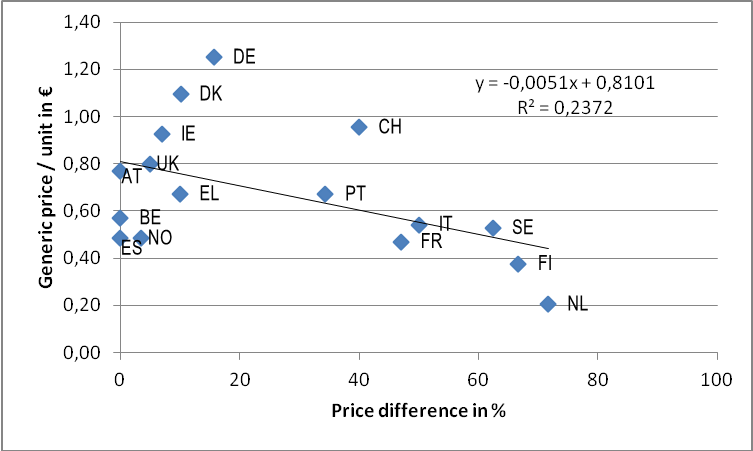 1,40
1,20
1,00
0,80
0,60
0,40
0,20
0,00
Generic price / unit in €
DE
DK
IE
CH
UK
AT
EL
PT
BE
ES
NO
IT
FR
SE
FI
NL
y = -0,0051x + 0,8101
R² = 0,2372
0
20
40
60
80
100
Price difference in %